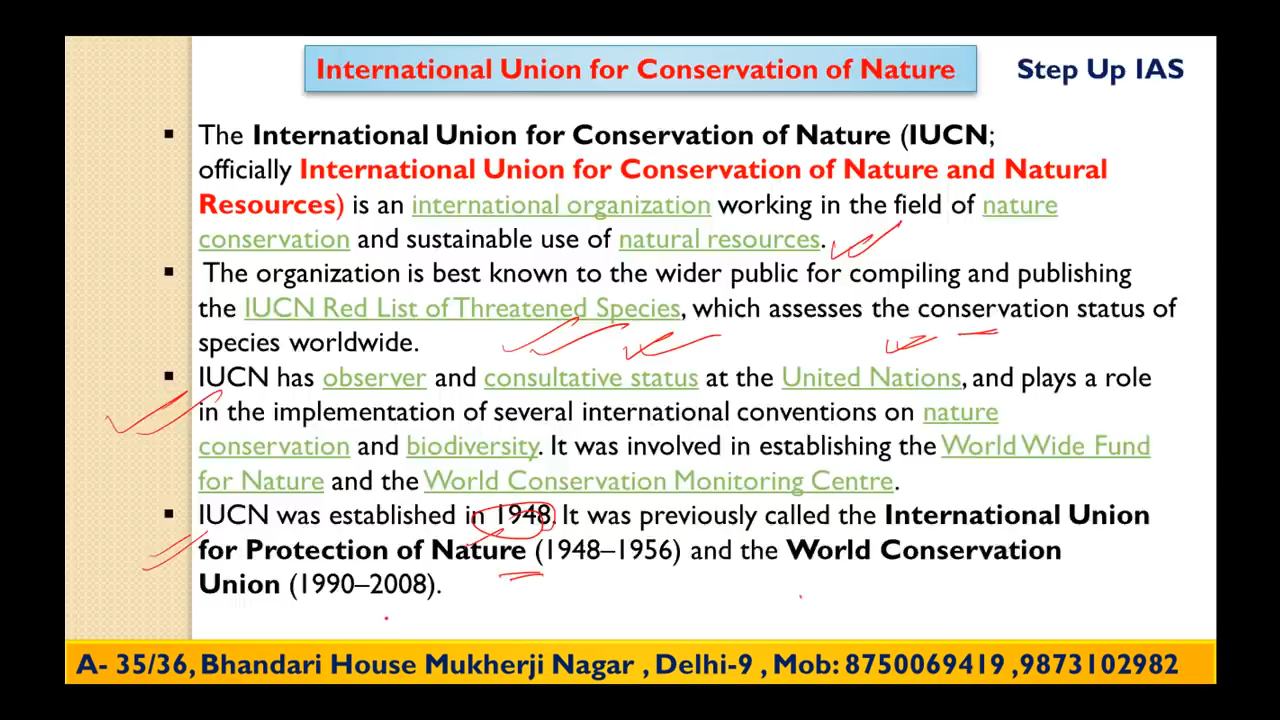 International Union for Conservation of Nature
Step Up IAS
▪ The International Union for Conservation of Nature (IUCN;
officially International Union for Conservation of Nature and Natural
Resources) is an international organization working in the field of nature
conservation and sustainable use of natural resources.
▪ The organization is best known to the wider public for compiling and publishing
the IUCN Red List of Threatened Species, which assesses the conservation status of
species worldwide.
▪ IUCN has observer and consultative status at the United Nations, and plays a role
in the implementation of several international conventions on nature
conservation and biodiversity. It was involved in establishing the World Wide Fund
for Nature and the World Conservation Monitoring Centre.
▪ IUCN was established in 1948. It was previously called the International Union
for Protection of Nature (1948–1956) and the World Conservation
Union (1990–2008).
A- 35/36, Bhandari House Mukherji Nagar , Delhi-9 , Mob: 8750069419 ,9873102982